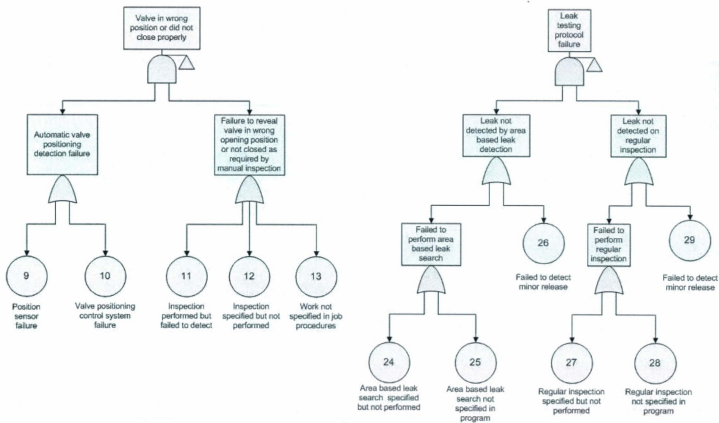 Valve in wrong
position or did not
close properly
Automatic valve
positioning
detection failure
Failure to reveal
valve in wrong
opening position
or not closed as
required by
manual inspection
9
Position
sensor
failure
10
Valve positioning
control system
failure
11
Inspection
performed but
failed to detect
12
Inspection
specified but not
performed
13
Work not
specified in job
procedures
Leak
testing
protocol
failure
Leak not
detected by area
based leak
detection
Leak not
detected on
regular
inspection
Failed to
perform area
based leak
search
26
Failed to detect
minor release
Failed to
perform
regular
inspection
29
Failed to detect
minor release
24
Area based leak
search specified
but not performed
25
Area based leak
search not
specified in
program
27
Regular inspection
specified but not
performed
28
Regular inspection
not specified in
program